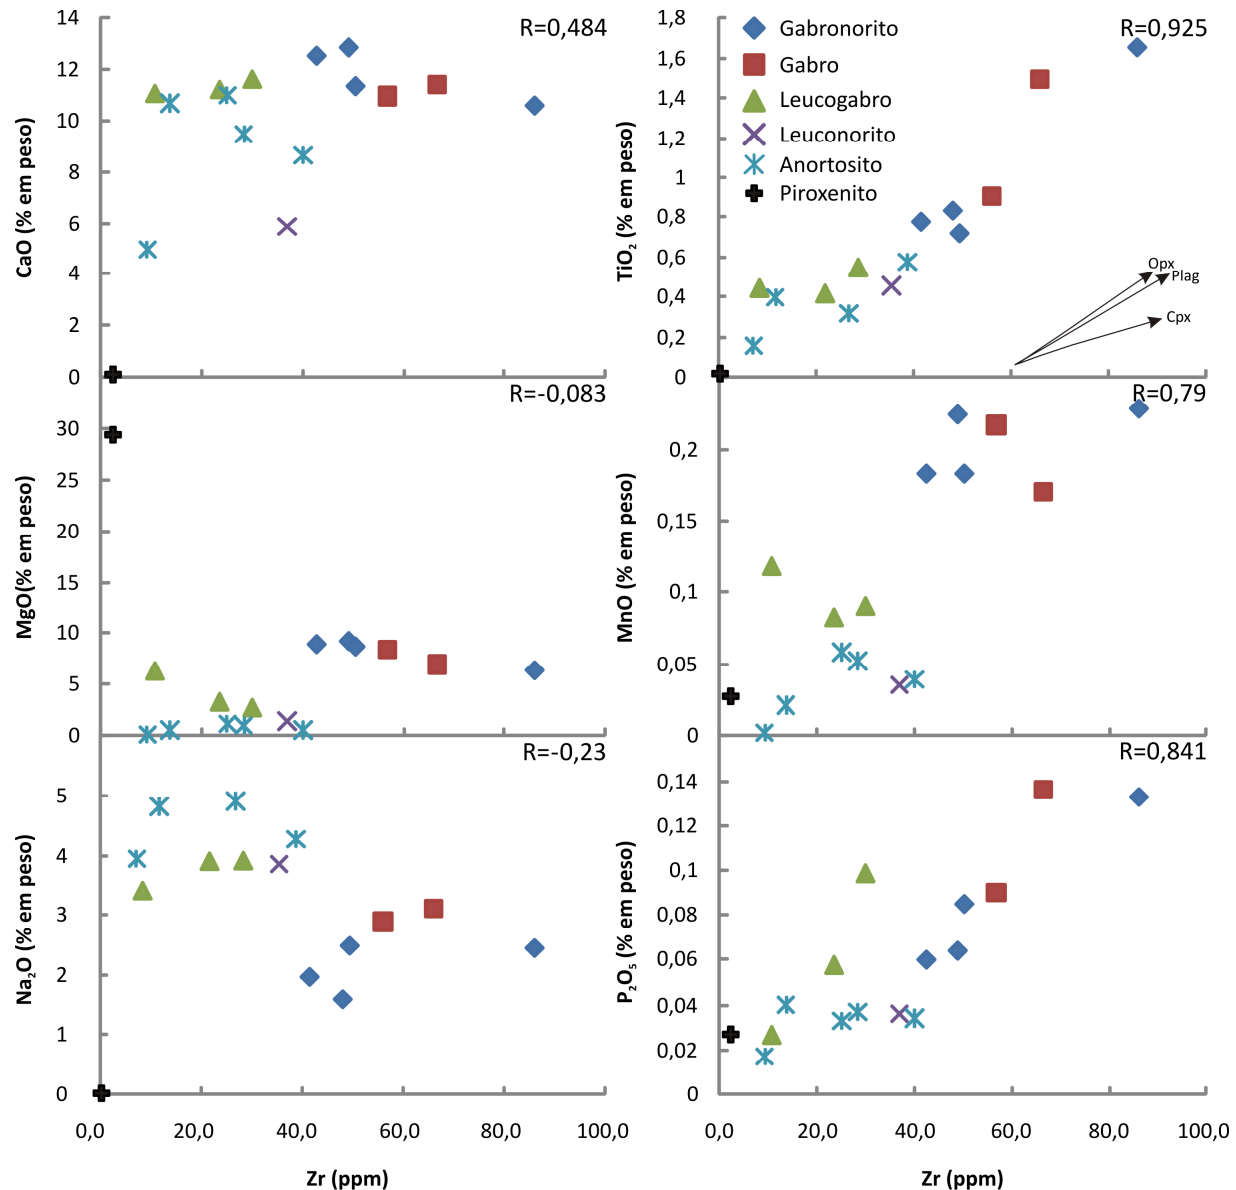 R=0,484
CaO (% em peso)
14
12
10
8
6
4
2
0
R=0,925
TiO₂ (% em peso)
1,8
1,6
1,4
1,2
1
0,8
0,6
0,4
0,2
0
Gabronorito
Gabro
Leucogabro
Leuconorito
Anortosito
Piroxenito
Opx
Plag
Cpx
R=-0,083
MgO(% em peso)
30
25
20
15
10
5
0
R=0,79
MnO (% em peso)
0,2
0,15
0,1
0,05
0
R=-0,23
Na₂O (% em peso)
5
4
3
2
1
0
0,0 20,0 40,0 60,0 80,0 100,0
Zr (ppm)
R=0,841
P₂O₅ (% em peso)
0,14
0,12
0,1
0,08
0,06
0,04
0,02
0
0,0 20,0 40,0 60,0 80,0 100,0
Zr (ppm)